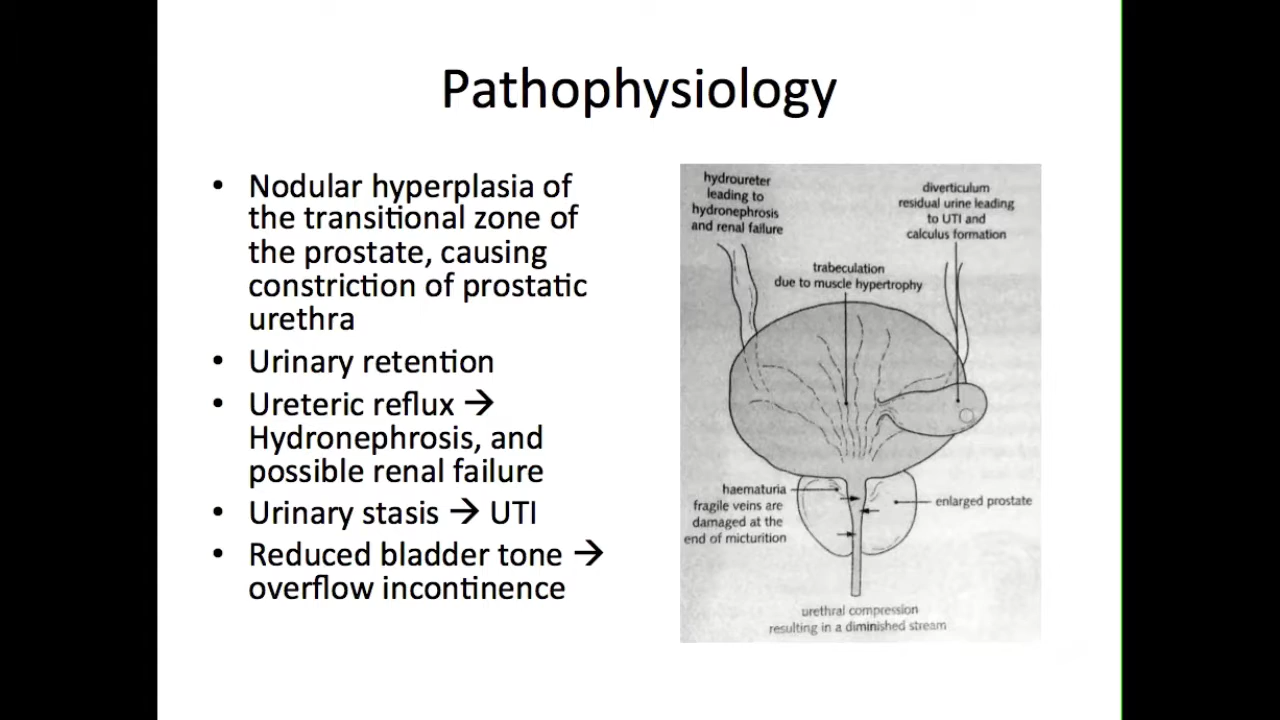 Pathophysiology
• Nodular hyperplasia of
the transitional zone of
the prostate, causing
constriction of prostatic
urethra
• Urinary retention
• Ureteric reflux →
Hydronephrosis, and
possible renal failure
• Urinary stasis → UTI
• Reduced bladder tone →
overflow incontinence
hydroureter
leading to
hydronephrosis
and renal failure
diverticulum
residual urine leading
to UTI and
calculus formation
trabeculation
due to muscle hypertrophy
haematuria
fragile veins are
damaged at the
end of micturition
enlarged prostate
urethral compression
resulting in a diminished stream